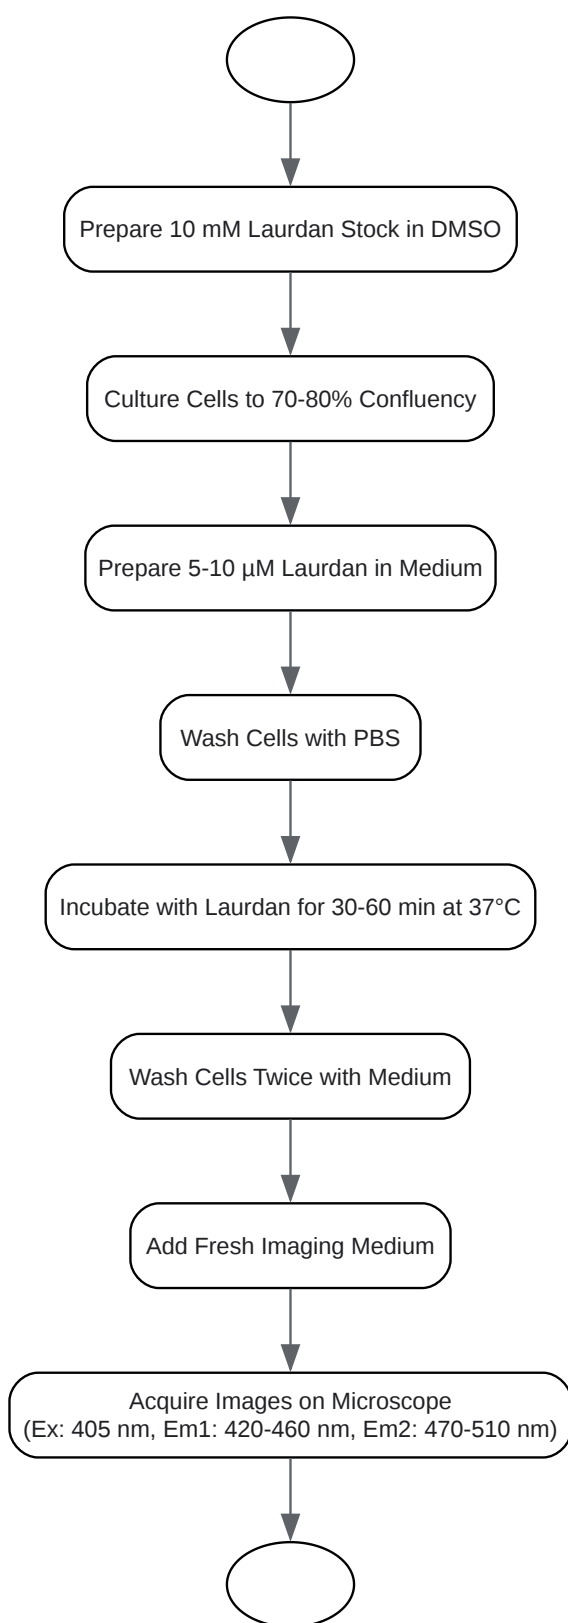 Prepare 10 mM Laurdan Stock in DMSO
Culture Cells to 70-80% Confluency
Prepare 5-10 µM Laurdan in Medium
Wash Cells with PBS
Incubate with Laurdan for 30-60 min at 37°C
Wash Cells Twice with Medium
Add Fresh Imaging Medium
Acquire Images on Microscope
(Ex: 405 nm, Em1: 420-460 nm, Em2: 470-510 nm)